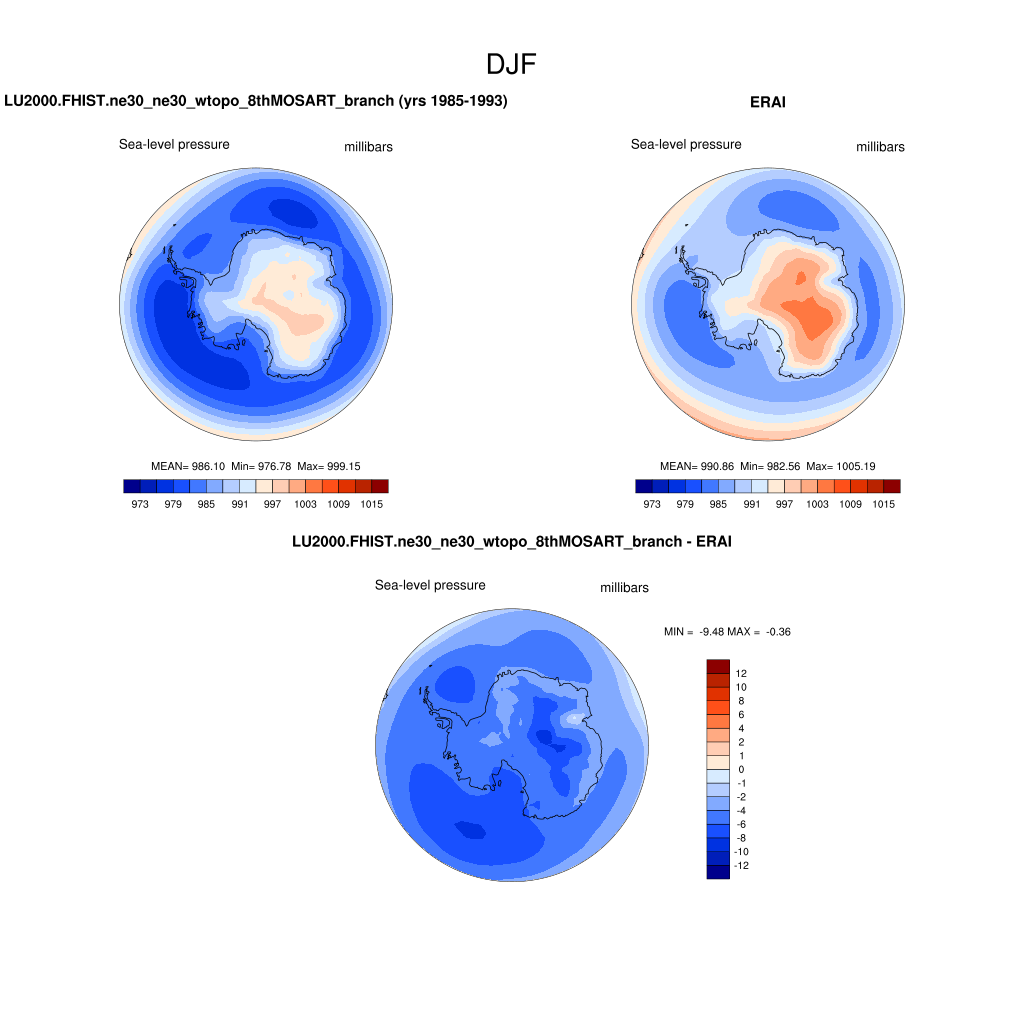 DJF
LU2000.FHIST.ne30_ne30_wtopo_8thMOSART_branch (yrs 1985-1993)
ERAI
Sea-level pressure millibars
Sea-level pressure millibars
MEAN= 986.10 Min= 976.78 Max= 999.15
MEAN= 990.86 Min= 982.56 Max= 1005.19
973 979 985 991 997 1003 1009 1015
973 979 985 991 997 1003 1009 1015
LU2000.FHIST.ne30_ne30_wtopo_8thMOSART_branch - ERAI
Sea-level pressure millibars
MIN = -9.48 MAX = -0.36
12
10
8
6
4
2
1
0
-1
-2
-4
-6
-8
-10
-12